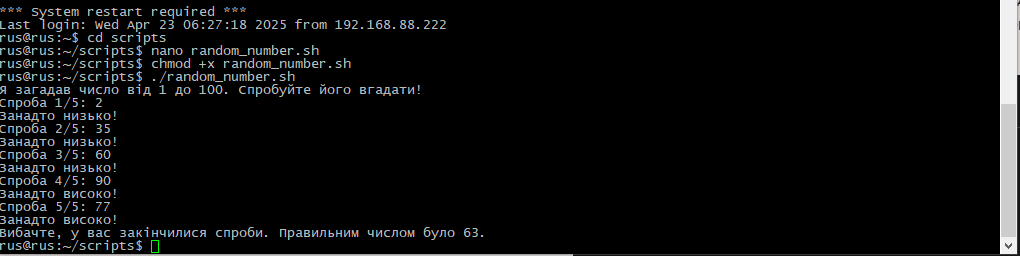 *** System restart required ***
Last login: Wed Apr 23 06:27:18 2025 from 192.168.88.222
rus@rus:~$ cd scripts
rus@rus:~/scripts$ nano random_number.sh
rus@rus:~/scripts$ chmod +x random_number.sh
rus@rus:~/scripts$ ./random_number.sh
Я загадав число від 1 до 100. Спробуйте його вгадати!
Спроба 1/5: 2
Занадто низько!
Спроба 2/5: 35
Занадто низько!
Спроба 3/5: 60
Занадто низько!
Спроба 4/5: 90
Занадто високо!
Спроба 5/5: 77
Занадто високо!
Вибачте, у вас закінчилися спроби. Правильним числом було 63.
rus@rus:~/scripts$